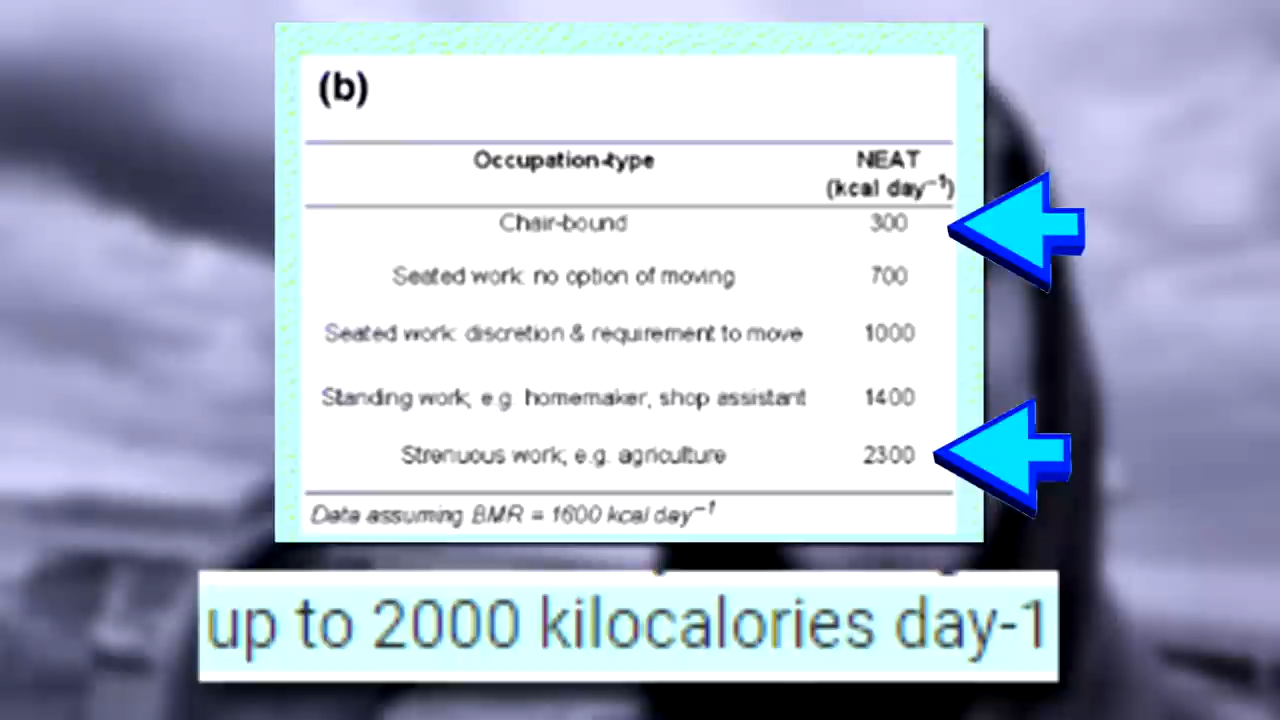 (b)
Occupation-type NEAT
(kcal day⁻¹)
Chair-bound 300
Seated work: no option of moving 700
Seated work: discretion & requirement to move 1000
Standing work; e.g. homemaker, shop assistant 1400
Strenuous work; e.g. agriculture 2300
Data assuming BMR = 1600 kcal day⁻¹
up to 2000 kilocalories day-1